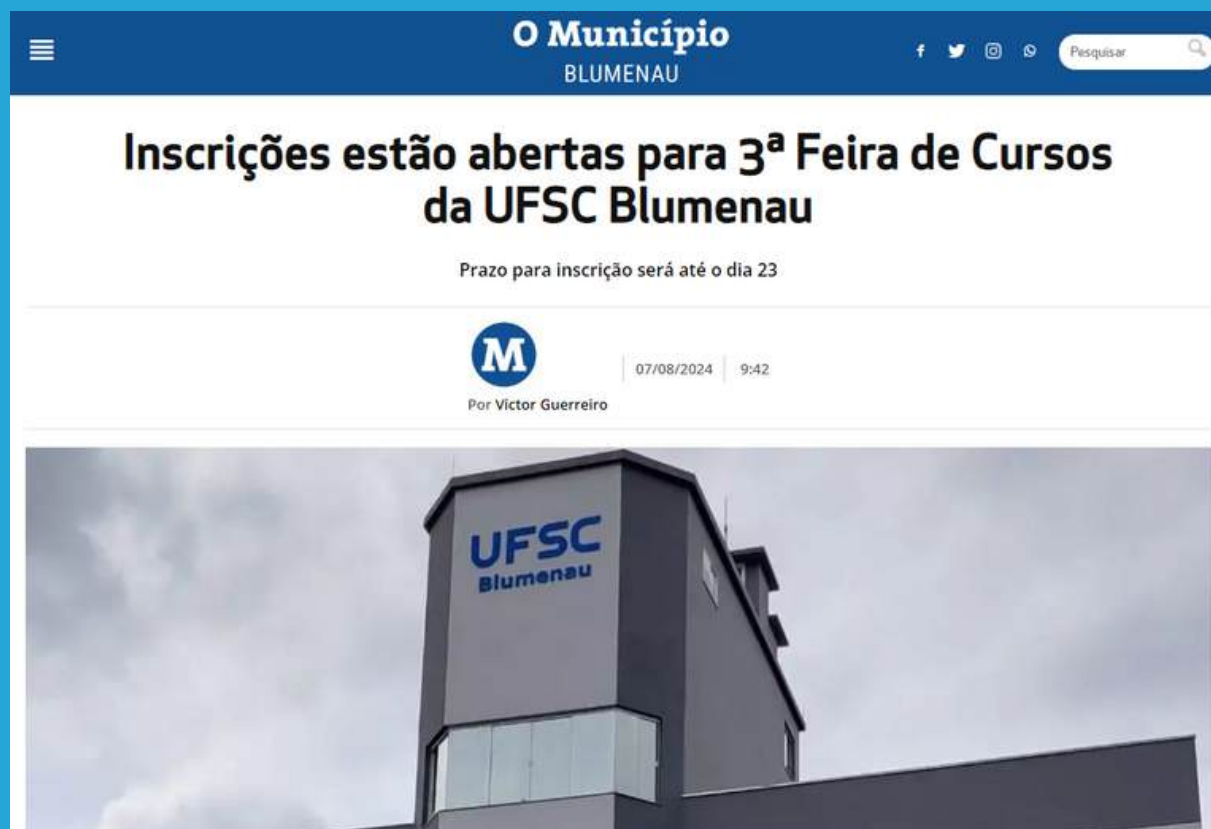 O Município
BLUMENAU
Pesquisar
Inscrições estão abertas para 3ª Feira de Cursos
da UFSC Blumenau
Prazo para inscrição será até o dia 23
M
07/08/2024 9:42
Por Victor Guerreiro
UFSC
Blumenau